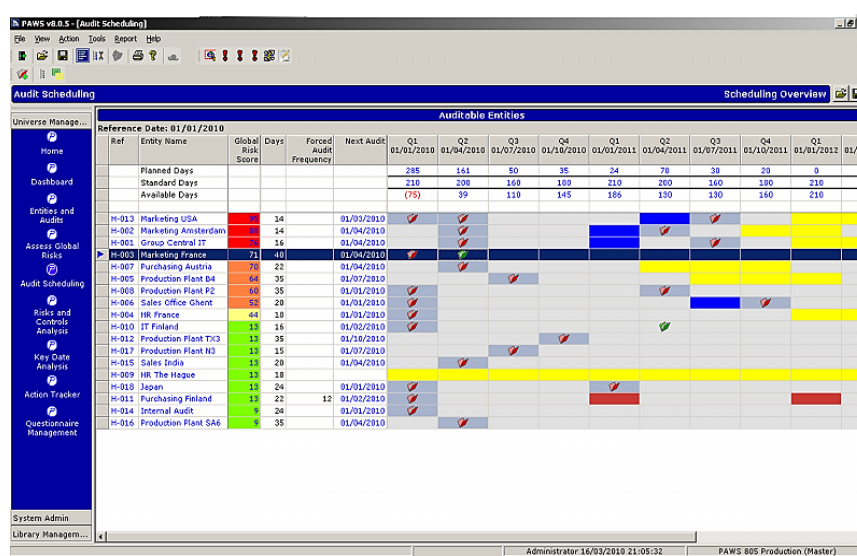 PAWS v8.0.5 - [Audit Scheduling]
File View Action Tools Report Help
Audit Scheduling Scheduling Overview
Universe Manage...
Home
Dashboard
Entities and Audits
Assess Global Risks
Audit Scheduling
Risks and Controls Analysis
Key Date Analysis
Action Tracker
Questionnaire Management
System Admin
Library Managem...
Auditable Entities
Reference Date: 01/01/2010
Ref Entity Name Global Risk Score Days Forced Audit Frequency Next Audit Q1 01/01/2010 Q2 01/04/2010 Q3 01/07/2010 Q4 01/10/2010 Q1 01/01/2011 Q2 01/04/2011 Q3 01/07/2011 Q4 01/10/2011 Q1 01/01/2012
Planned Days 285 161 50 35 24 70 30 20 0
Standard Days 210 200 160 180 210 200 160 180 210
Available Days (75) 39 110 145 186 130 130 160 210
H-013 Marketing USA 14 01/03/2010
H-002 Marketing Amsterdam 14 01/04/2010
H-001 Group Central IT 16 01/04/2010
H-003 Marketing France 71 40 01/04/2010
H-007 Purchasing Austria 70 22 01/04/2010
H-005 Production Plant B4 64 35 01/07/2010
H-008 Production Plant P2 60 35 01/01/2010
H-006 Sales Office Ghent 52 20 01/01/2010
H-004 HR France 44 18 01/01/2010
H-010 IT Finland 13 16 01/02/2010
H-012 Production Plant TX3 13 35 01/10/2010
H-017 Production Plant N3 13 15 01/07/2010
H-015 Sales India 13 20 01/04/2010
H-009 HR The Hague 13 18
H-018 Japan 13 24 01/01/2010
H-011 Purchasing Finland 13 22 12 01/02/2010
H-014 Internal Audit 9 24 01/01/2010
H-016 Production Plant SA6 9 35 01/04/2010
Administrator 16/03/2010 21:05:32 PAWS 805 Production (Master)